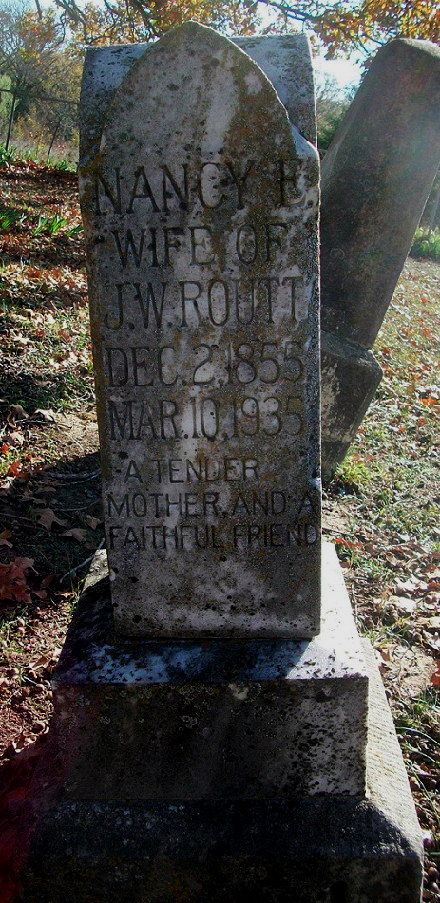 NANCY E.
WIFE OF
J.W. ROUTT
DEC. 2, 1855
MAR. 10, 1935
A TENDER
MOTHER, AND A
FAITHFUL FRIEND